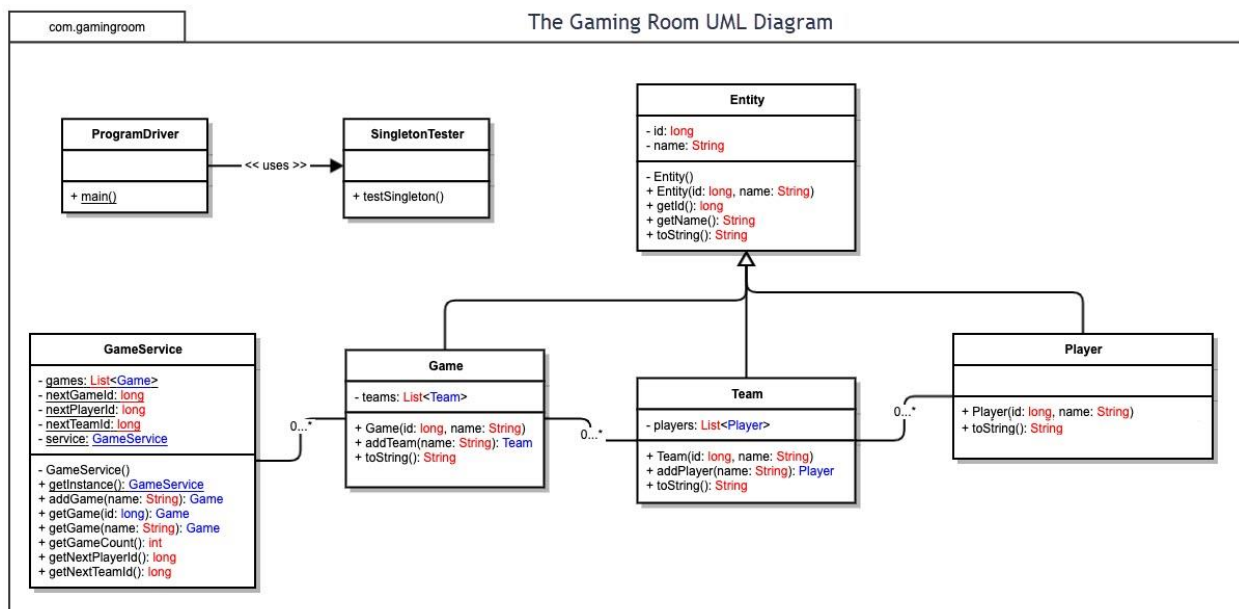 com.gamingroom
The Gaming Room UML Diagram
ProgramDriver
+ main()
<< uses >>
SingletonTester
+ testSingleton()
Entity
- id: long
- name: String
- Entity()
+ Entity(id: long, name: String)
+ getId(): long
+ getName(): String
+ toString(): String
GameService
- games: List<Game>
- nextGameId: long
- nextPlayerId: long
- nextTeamId: long
- service: GameService
- GameService()
+ getInstance(): GameService
+ addGame(name: String): Game
+ getGame(id: long): Game
+ getGame(name: String): Game
+ getGameCount(): int
+ getNextPlayerId(): long
+ getNextTeamId(): long
0...*
Game
- teams: List<Team>
+ Game(id: long, name: String)
+ addTeam(name: String): Team
+ toString(): String
0...*
Team
- players: List<Player>
+ Team(id: long, name: String)
+ addPlayer(name: String): Player
+ toString(): String
0...*
Player
+ Player(id: long, name: String)
+ toString(): String